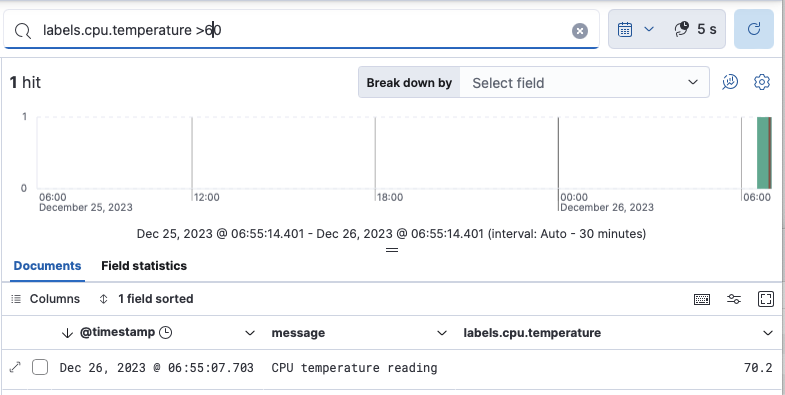 labels.cpu.temperature >60
5 s
1 hit
Break down by
Select field
1
0
06:00
December 25, 2023
12:00
18:00
00:00
December 26, 2023
06:00
Dec 25, 2023 @ 06:55:14.401 - Dec 26, 2023 @ 06:55:14.401 (interval: Auto - 30 minutes)
Documents
Field statistics
Columns
1 field sorted
@timestamp
message
labels.cpu.temperature
Dec 26, 2023 @ 06:55:07.703
CPU temperature reading
70.2